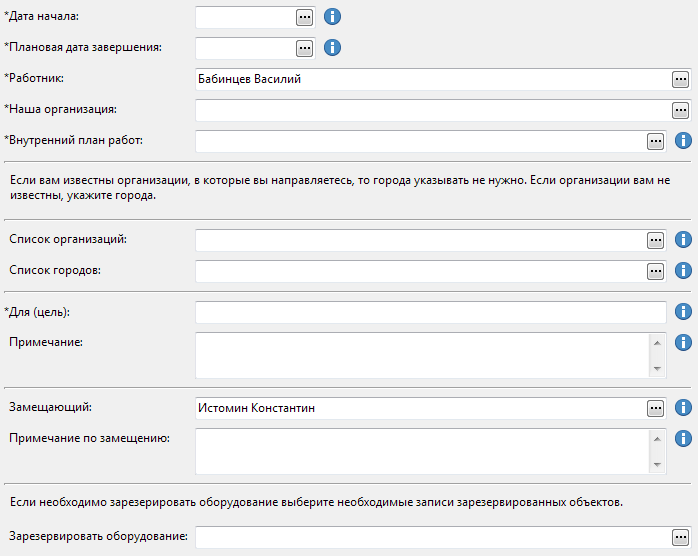 *Дата начала:
*Плановая дата завершения:
*Работник: Бабинцев Василий
*Наша организация:
*Внутренний план работ:
Если вам известны организации, в которые вы направляетесь, то города указывать не нужно. Если организации вам не
известны, укажите города.
Список организаций:
Список городов:
*Для (цель):
Примечание:
Замещающий: Истомин Константин
Примечание по замещению:
Если необходимо зарезерировать оборудование выберите необходимые записи зарезервированных объектов.
Зарезервировать оборудование: